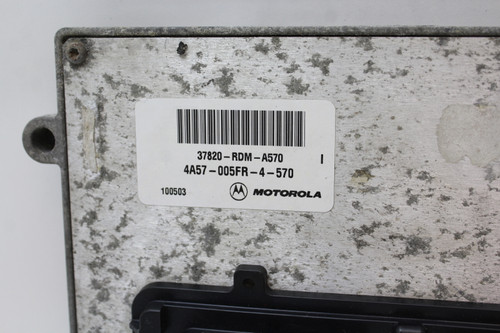 37820-RDM-A570 I
4A57-005FR-4-570
100503 MOTOROLA